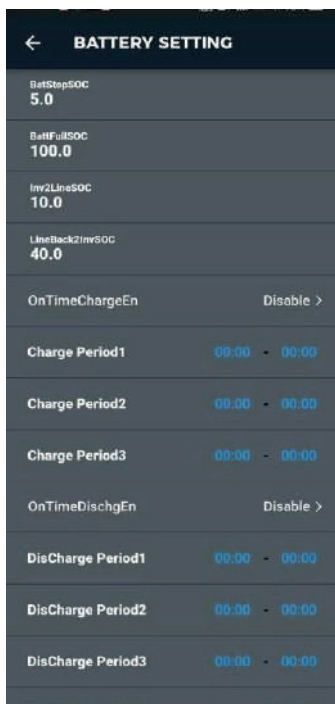 BATTERY SETTING
BatStopSOC
5.0
BattFullSOC
100.0
Inv2LineSOC
10.0
LineBack2InvSOC
40.0
OnTimeChargeEn Disable >
Charge Period1 00:00 - 00:00
Charge Period2 00:00 - 00:00
Charge Period3 00:00 - 00:00
OnTimeDischgEn Disable >
DisCharge Period1 00:00 - 00:00
DisCharge Period2 00:00 - 00:00
DisCharge Period3 00:00 - 00:00